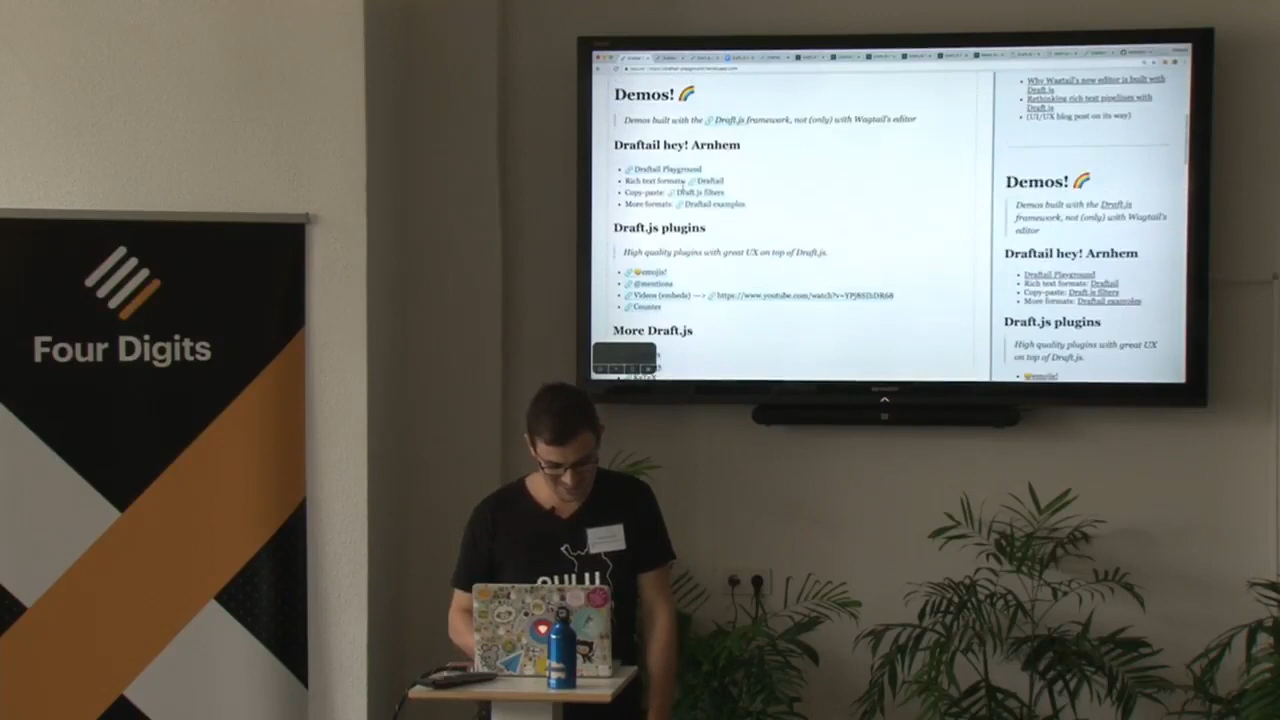 Four Digits
Demos! 🌈
Demos built with the 🔗 Draft.js framework, not (only) with Wagtail's editor
Draftail hey! Arnhem
• 🔗 Draftail Playground
• Rich text formats: 🔗 Draftail
• Copy-paste: 🔗 Draft.js filters
• More formats: 🔗 Draftail examples
Draft.js plugins
High quality plugins with great UX on top of Draft.js.
• 🔗 😄emojis!
• 🔗 @mentions
• 🔗 Videos (embeds) —>
• 🔗 Counter
More Draft.js
• Why Wagtail's new editor is built with
Draft.js
• Rethinking rich text pipelines with
Draft.js
• (UI/UX blog post on its way)
Demos! 🌈
Demos built with the Draft.js
framework, not (only) with Wagtail's
editor
Draftail hey! Arnhem
• Draftail Playground
• Rich text formats: Draftail
• Copy-paste: Draft.js filters
• More formats: Draftail examples
Draft.js plugins
High quality plugins with great UX
on top of Draft.js.
• 😄emojis!
OULU